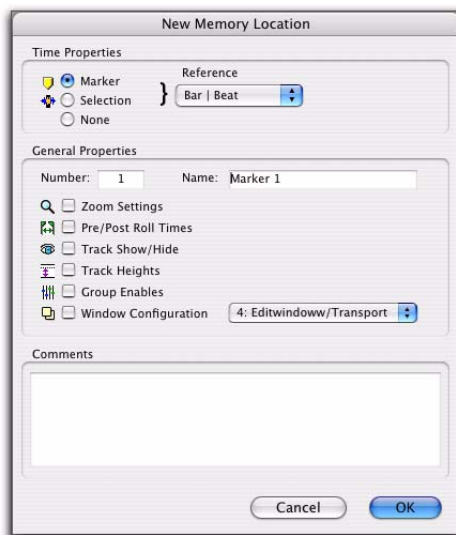 New Memory Location
Time Properties
Marker
Selection
None
Reference
Bar | Beat
General Properties
Number: 1 Name: Marker 1
Zoom Settings
Pre/Post Roll Times
Track Show/Hide
Track Heights
Group Enables
Window Configuration 4: Editwindoww/Transport
Comments
Cancel OK